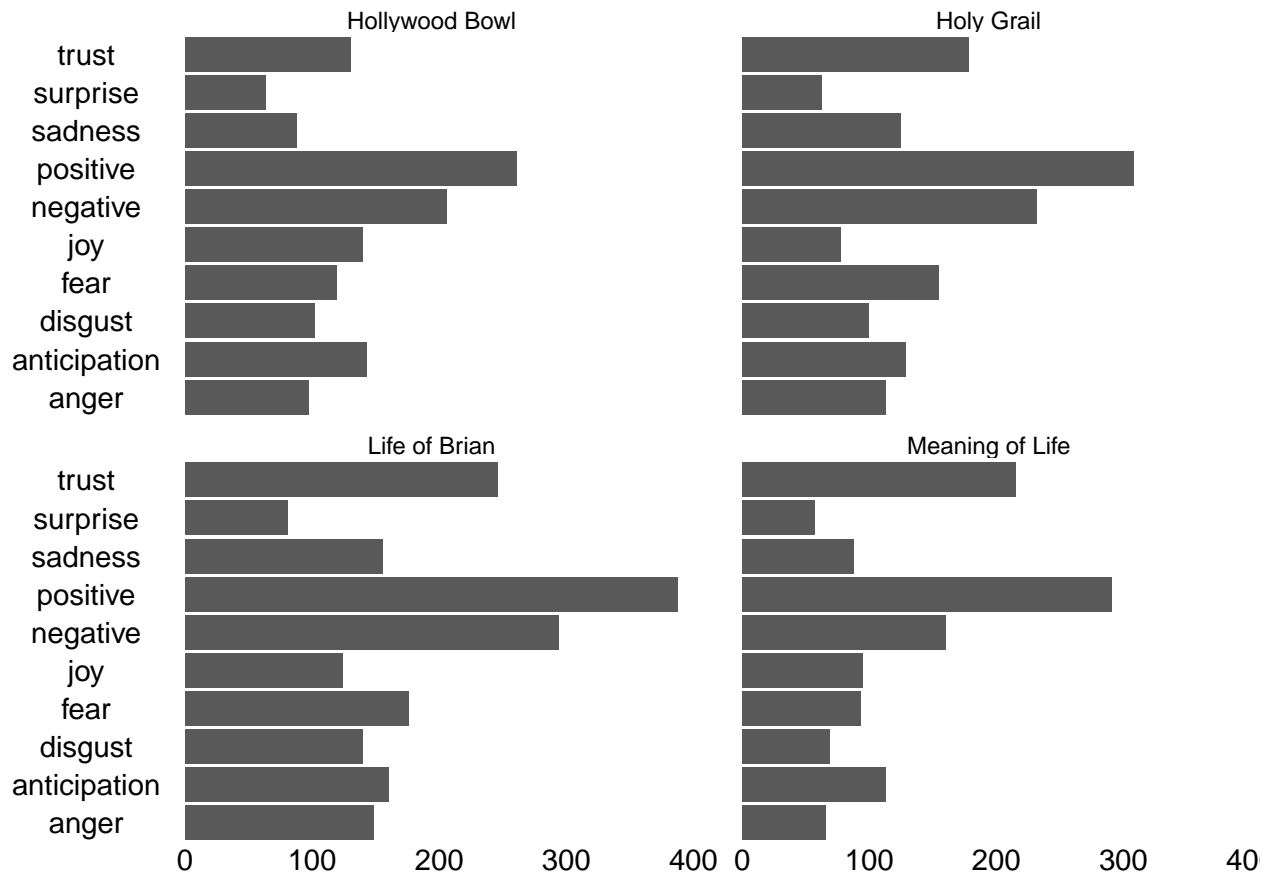 Hollywood Bowl
Holy Grail
trust
surprise
sadness
positive
negative
joy
fear
disgust
anticipation
anger
Life of Brian
Meaning of Life
trust
surprise
sadness
positive
negative
joy
fear
disgust
anticipation
anger
0 100 200 300 400 0 100 200 300 40